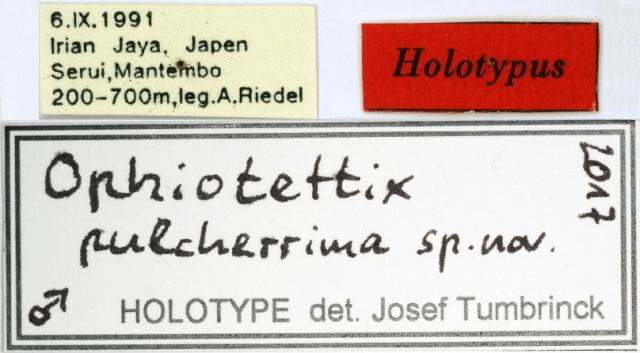 6.IX.1991
Irian Jaya, Japen
Serui,Mantembo
200-700m,leg.A.Riedel
Holotypus
Ophiotettix
pulcherrima sp.nov.
2017
♂ HOLOTYPE det. Josef Tumbrinck